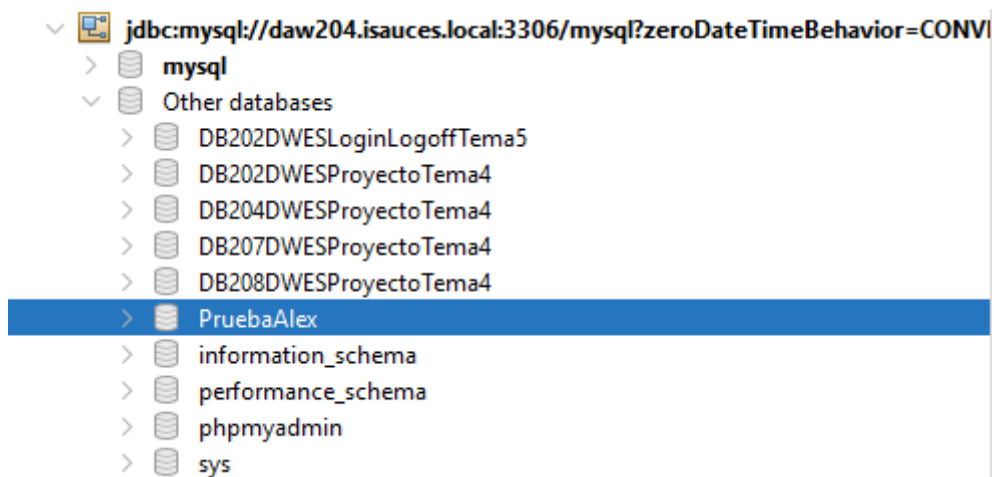 jdbc:mysql://daw204.isauces.local:3306/mysql?zeroDateTimeBehavior=CONVI
mysql
Other databases
DB202DWESLoginLogoffTema5
DB202DWESProyectoTema4
DB204DWESProyectoTema4
DB207DWESProyectoTema4
DB208DWESProyectoTema4
PruebaAlex
information_schema
performance_schema
phpmyadmin
sys